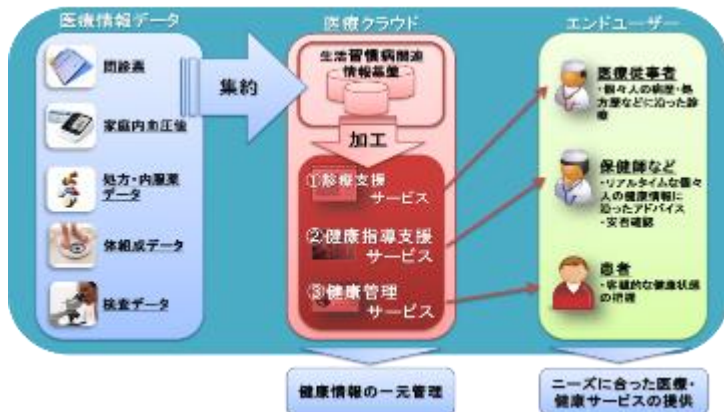 医療情報データ
問診票
家庭内血圧値
処方・内服薬
データ
体組成データ
検査データ
集約
医療クラウド
生活習慣病関連
情報基盤
加工
①診療支援
サービス
②健康指導支援
サービス
③健康管理
サービス
健康情報の一元管理
エンドユーザー
医療従事者
・個々人の病歴・処
方歴などに沿った診
療
保健師など
・リアルタイムな個々
人の健康情報に
沿ったアドバイス
・安否確認
患者
・客観的な健康状態
の把握
ニーズに合った医療・
健康サービスの提供